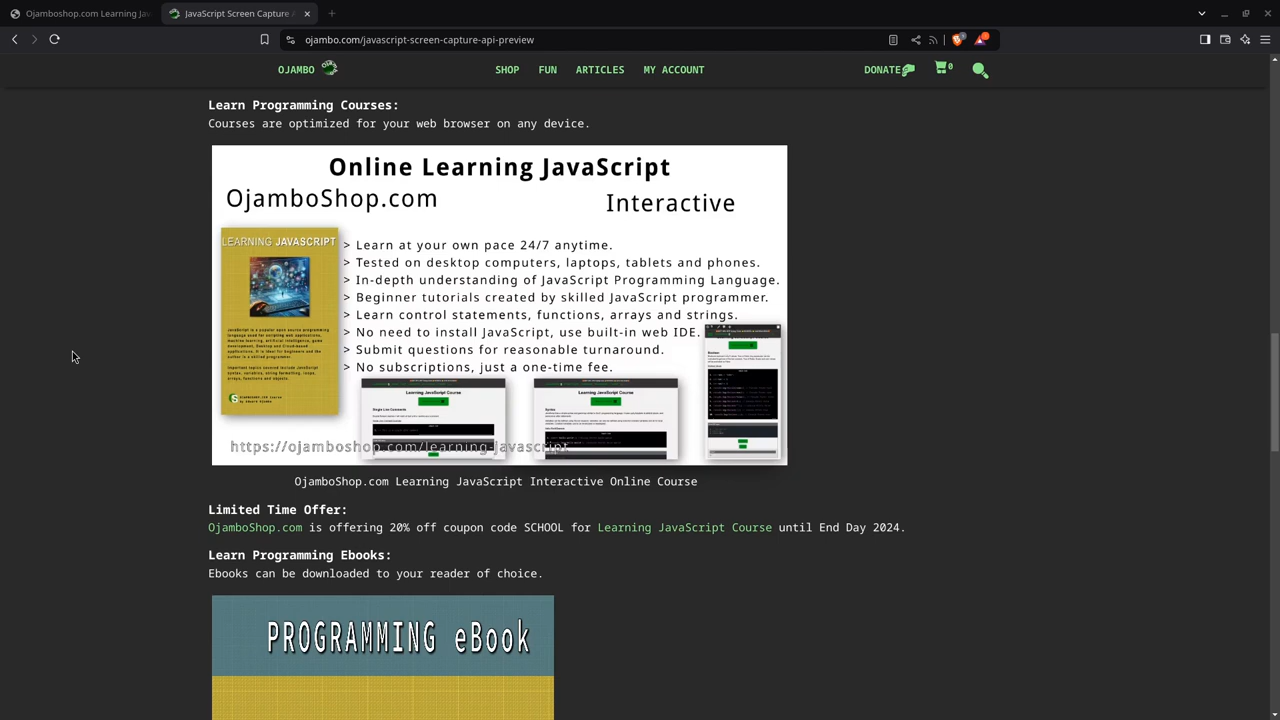 Ojamboshop.com Learning Jav
JavaScript Screen Capture A
ojambo.com/javascript-screen-capture-api-preview
OJAMBO
SHOP
FUN
ARTICLES
MY ACCOUNT
DONATE
0
Learn Programming Courses:
Courses are optimized for your web browser on any device.
Online Learning JavaScript
OjamboShop.com
Interactive
LEARNING JAVASCRIPT
> Learn at your own pace 24/7 anytime.
> Tested on desktop computers, laptops, tablets and phones.
> In-depth understanding of JavaScript Programming Language.
> Beginner tutorials created by skilled JavaScript programmer.
> Learn control statements, functions, arrays and strings.
> No need to install JavaScript, use built-in web IDE.
> Submit questions for reasonable turnaround.
> No subscriptions, just a one-time fee.
Learning JavaScript Course
Learning JavaScript Course
https://ojamboshop.com/learning-javascript
OjamboShop.com Learning JavaScript Interactive Online Course
Limited Time Offer:
OjamboShop.com is offering 20% off coupon code SCHOOL for Learning JavaScript Course until End Day 2024.
Learn Programming Ebooks:
Ebooks can be downloaded to your reader of choice.
PROGRAMMING eBook